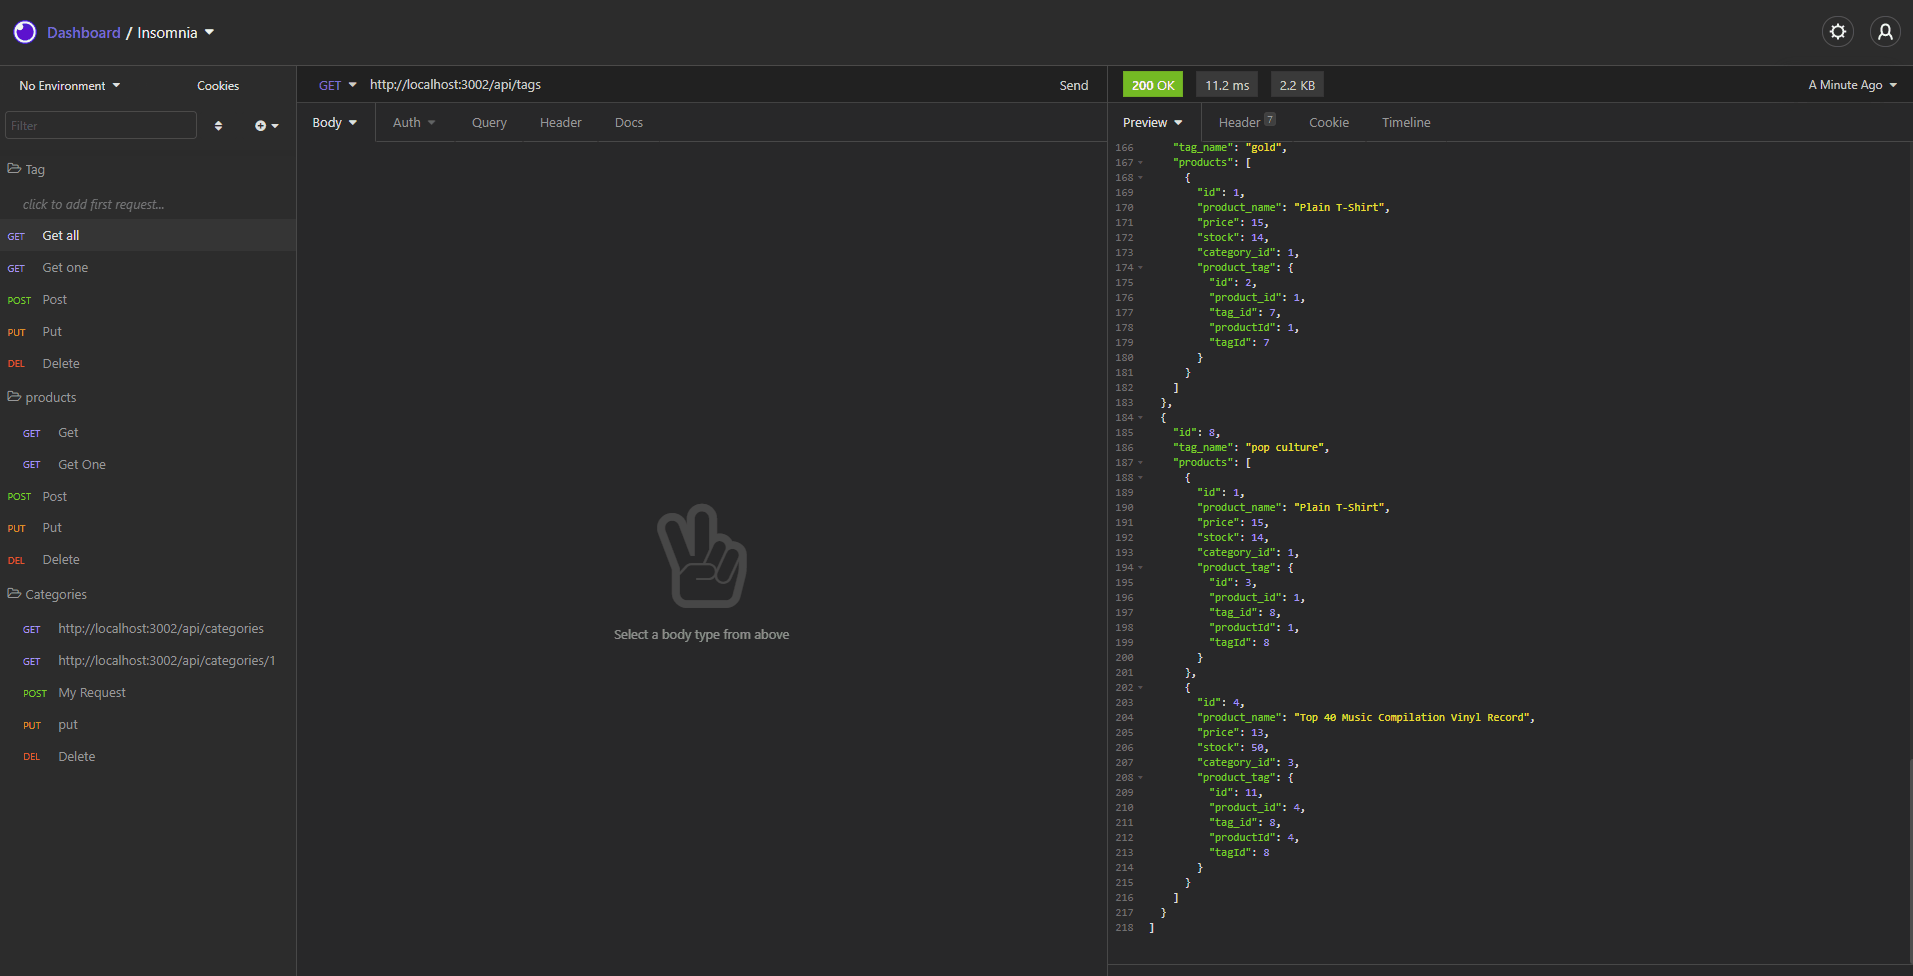 Dashboard / Insomnia
No Environment
Cookies
Filter
Tag
click to add first request...
GET Get all
GET Get one
POST Post
PUT Put
DEL Delete
products
GET Get
GET Get One
POST Post
PUT Put
DEL Delete
Categories
GET http://localhost:3002/api/categories
GET http://localhost:3002/api/categories/1
POST My Request
PUT put
DEL Delete
GET http://localhost:3002/api/tags Send
Body Auth Query Header Docs
Select a body type from above
200 OK 11.2 ms 2.2 KB A Minute Ago
Preview Header 7 Cookie Timeline
166 "tag_name": "gold",
167 "products": [
168 {
169 "id": 1,
170 "product_name": "Plain T-Shirt",
171 "price": 15,
172 "stock": 14,
173 "category_id": 1,
174 "product_tag": {
175 "id": 2,
176 "product_id": 1,
177 "tag_id": 7,
178 "productId": 1,
179 "tagId": 7
180 }
181 }
182 ]
183 },
184 {
185 "id": 8,
186 "tag_name": "pop culture",
187 "products": [
188 {
189 "id": 1,
190 "product_name": "Plain T-Shirt",
191 "price": 15,
192 "stock": 14,
193 "category_id": 1,
194 "product_tag": {
195 "id": 3,
196 "product_id": 1,
197 "tag_id": 8,
198 "productId": 1,
199 "tagId": 8
200 }
201 },
202 {
203 "id": 4,
204 "product_name": "Top 40 Music Compilation Vinyl Record",
205 "price": 13,
206 "stock": 50,
207 "category_id": 3,
208 "product_tag": {
209 "id": 11,
210 "product_id": 4,
211 "tag_id": 8,
212 "productId": 4,
213 "tagId": 8
214 }
215 }
216 ]
217 }
218 ]